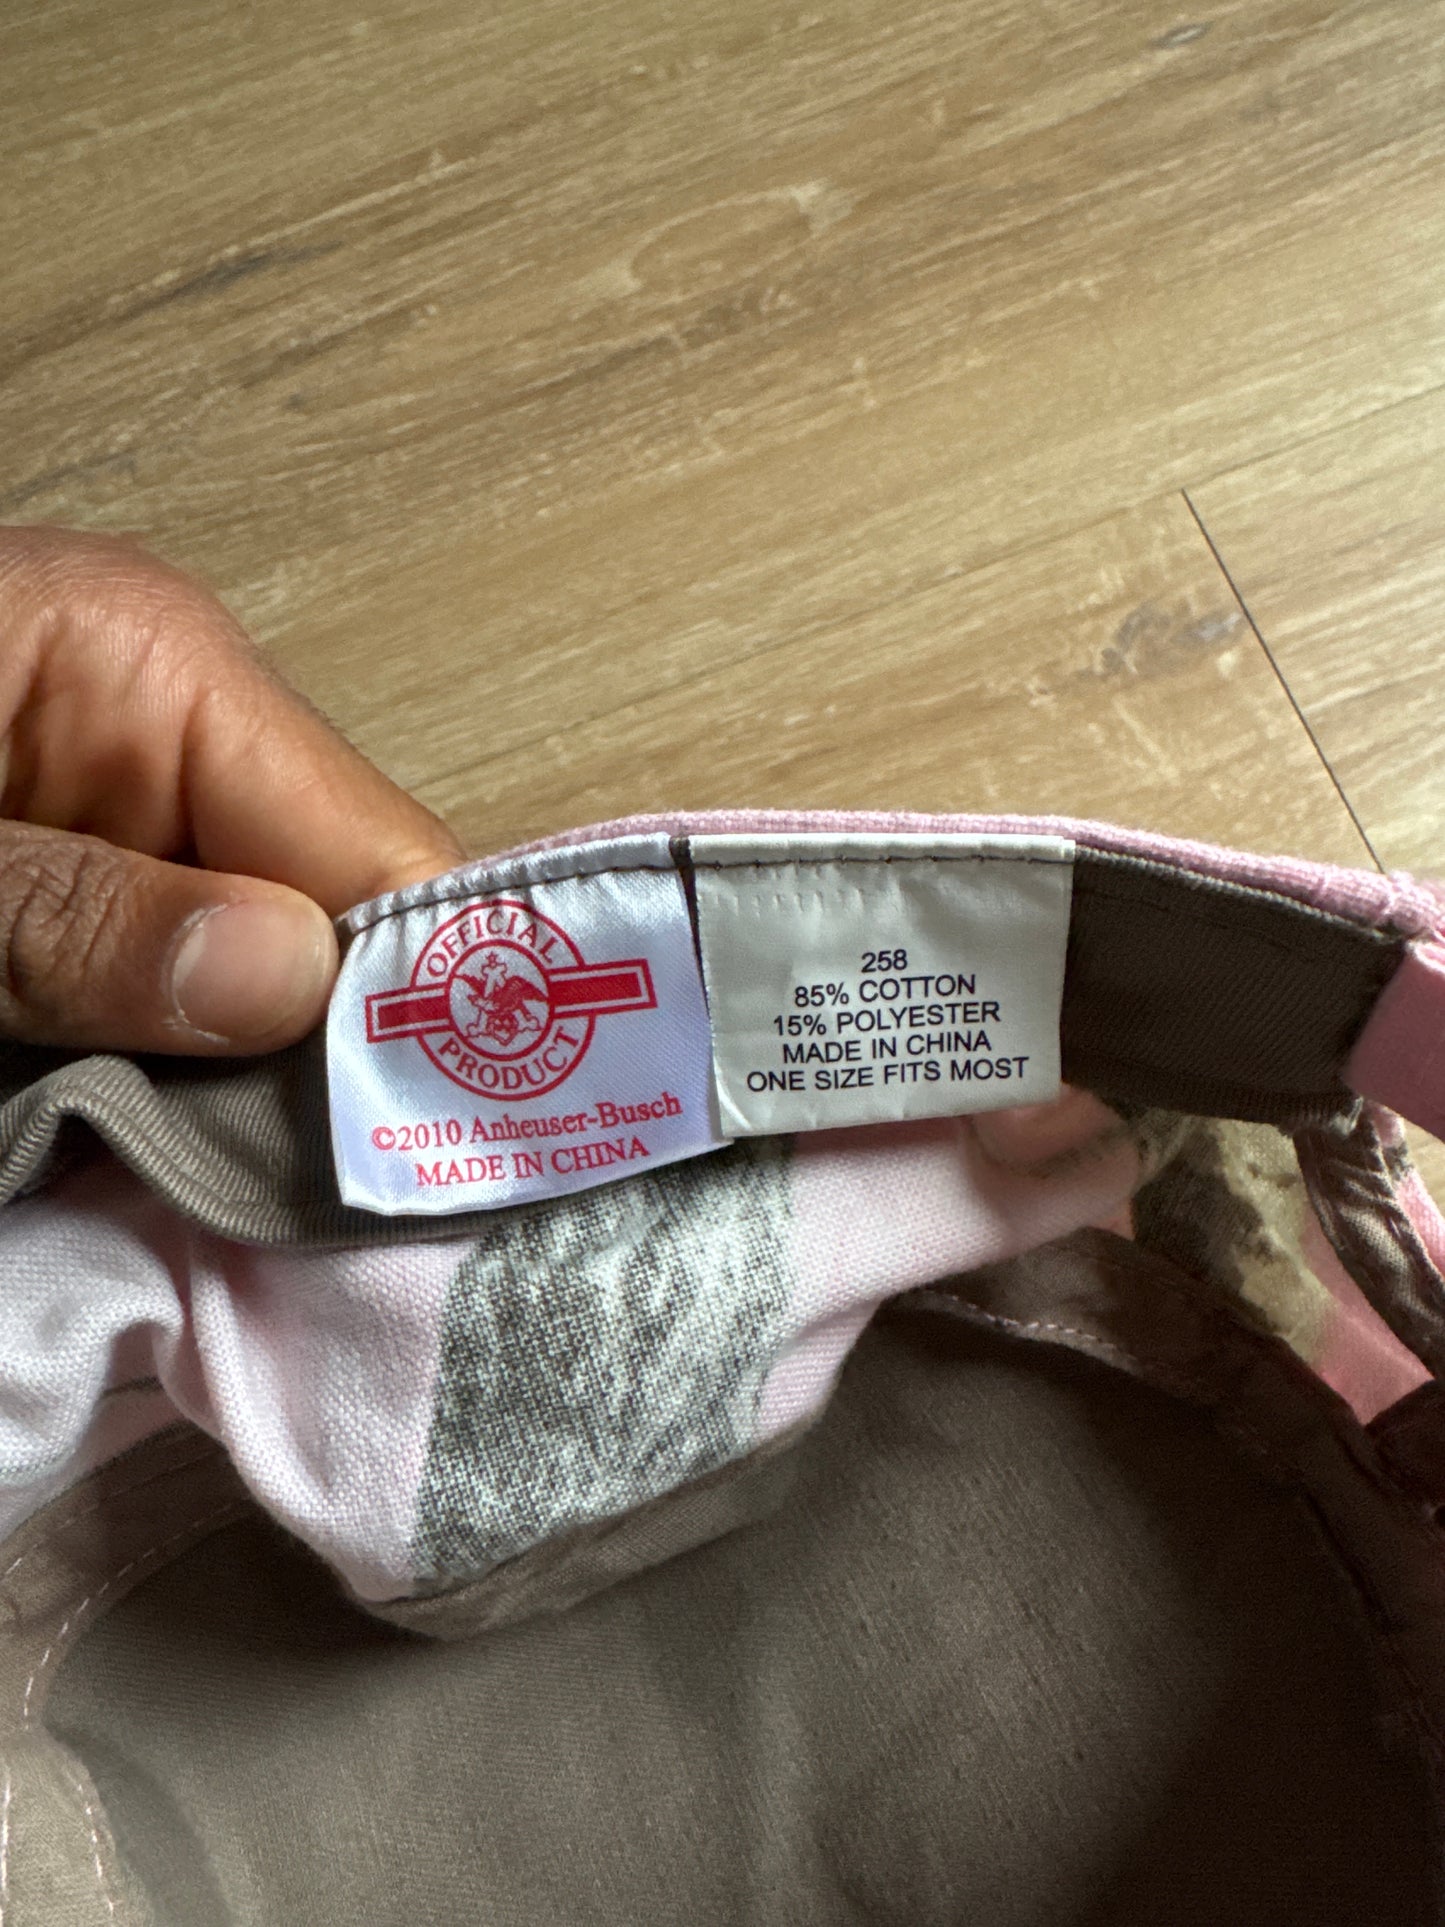 OFFICIAL
PRODUCT
©2010 Anheuser-Busch
MADE IN CHINA
258
85% COTTON
15% POLYESTER
MADE IN CHINA
ONE SIZE FITS MOST